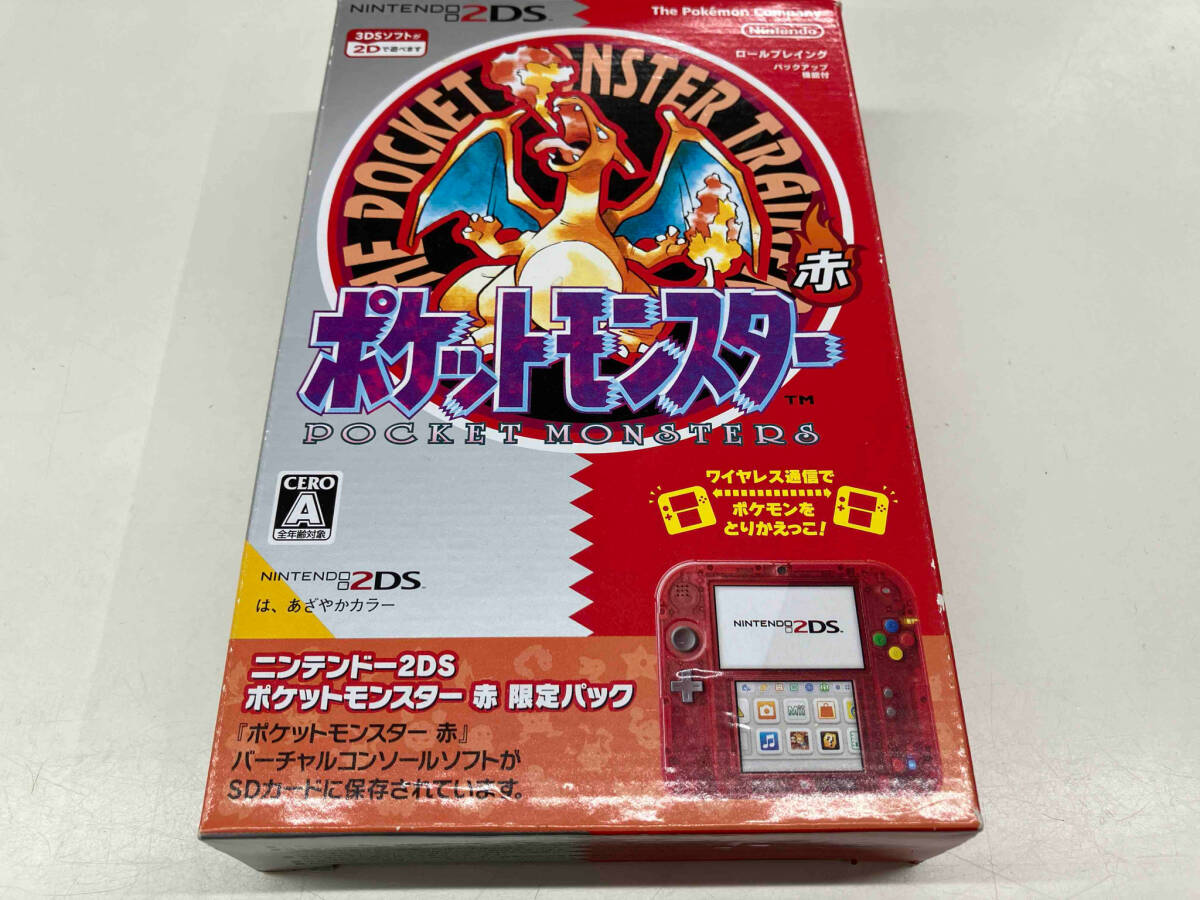 NINTENDO2DS™
3DSソフトが
2Dで遊べます
The Pokémon Company
Nintendo
ロールプレイング
バックアップ
機能付
THE POCKET MONSTER TRAINE
赤
ポケットモンスター
TM
POCKET MONSTERS
CERO
A
全年齢対象
ワイヤレス通信で
ポケモンを
とりかえっこ!
NINTENDO2DS™
は、あざやかカラー
NINTENDO2DS™
ニンテンドー2DS
ポケットモンスター 赤 限定パック
『ポケットモンスター 赤』
バーチャルコンソールソフトが
SDカードに保存されています。